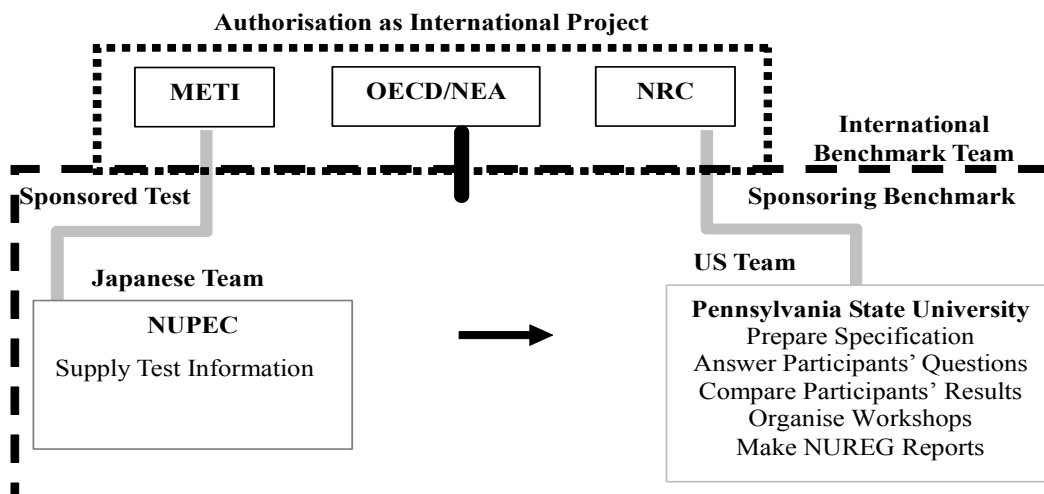 Authorisation as International Project
METI
OECD/NEA
NRC
International
Benchmark Team
Sponsored Test
Sponsoring Benchmark
Japanese Team
US Team
NUPEC
Supply Test Information
Pennsylvania State University
Prepare Specification
Answer Participants’ Questions
Compare Participants’ Results
Organise Workshops
Make NUREG Reports